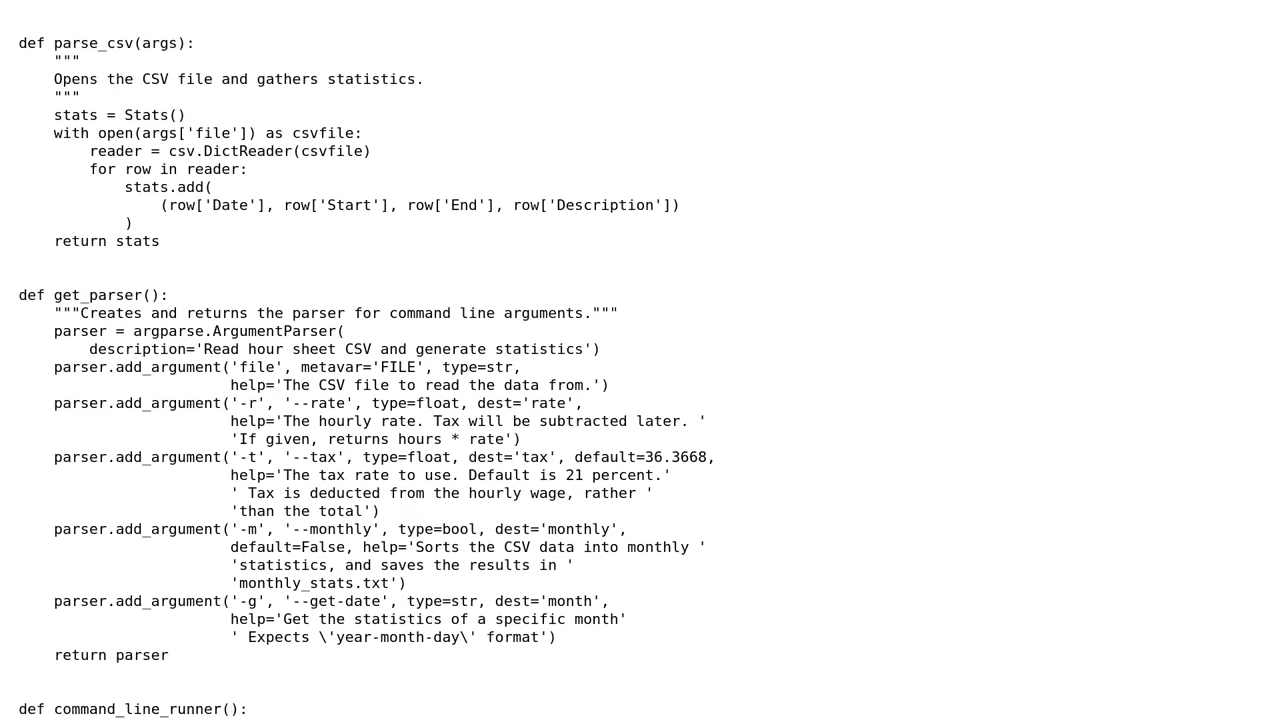 def parse_csv(args):
    """
    Opens the CSV file and gathers statistics.
    """
    stats = Stats()
    with open(args['file']) as csvfile:
        reader = csv.DictReader(csvfile)
        for row in reader:
            stats.add(
                (row['Date'], row['Start'], row['End'], row['Description'])
            )
    return stats


def get_parser():
    """Creates and returns the parser for command line arguments."""
    parser = argparse.ArgumentParser(
        description='Read hour sheet CSV and generate statistics')
    parser.add_argument('file', metavar='FILE', type=str,
                        help='The CSV file to read the data from.')
    parser.add_argument('-r', '--rate', type=float, dest='rate',
                        help='The hourly rate. Tax will be subtracted later. '
                        'If given, returns hours * rate')
    parser.add_argument('-t', '--tax', type=float, dest='tax', default=36.3668,
                        help='The tax rate to use. Default is 21 percent.'
                        ' Tax is deducted from the hourly wage, rather '
                        'than the total')
    parser.add_argument('-m', '--monthly', type=bool, dest='monthly',
                        default=False, help='Sorts the CSV data into monthly '
                        'statistics, and saves the results in '
                        'monthly_stats.txt')
    parser.add_argument('-g', '--get-date', type=str, dest='month',
                        help='Get the statistics of a specific month'
                        ' Expects \'year-month-day\' format')
    return parser


def command_line_runner():